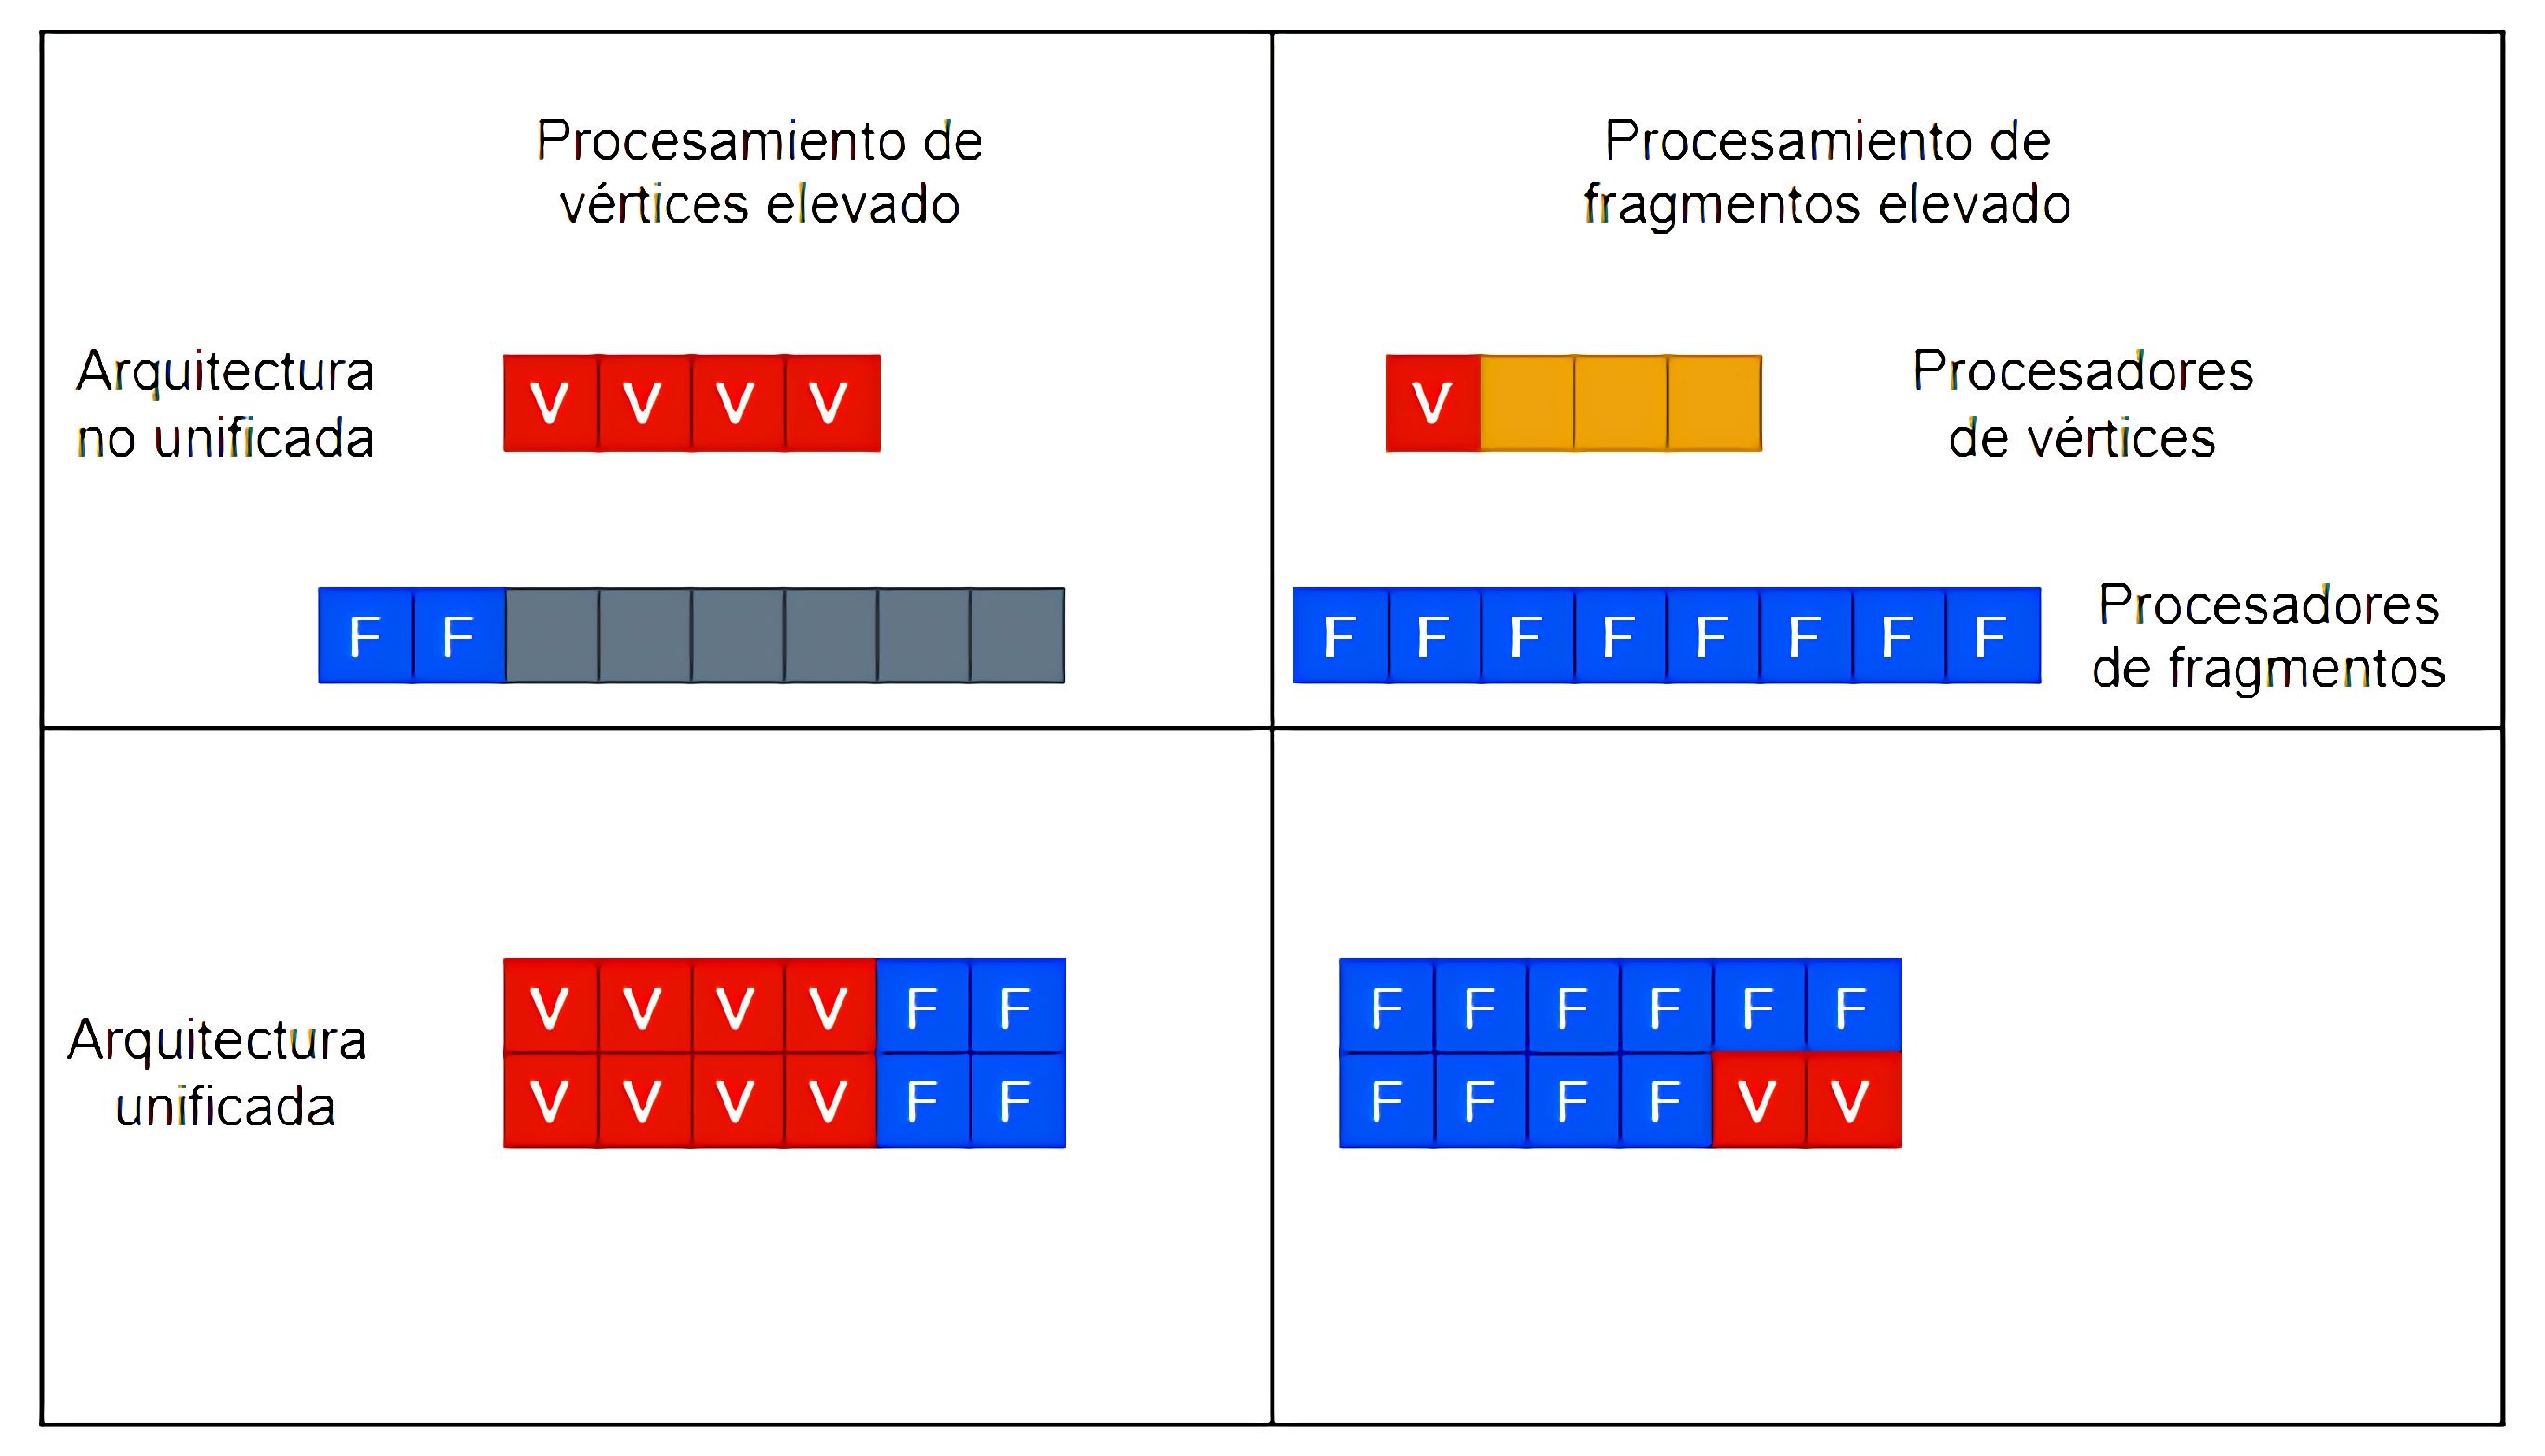 Procesamiento de
vértices elevado
Procesamiento de
fragmentos elevado
Arquitectura
no unificada
V V V V
V
Procesadores
de vértices
F F
F F F F F F F F
Procesadores
de fragmentos
Arquitectura
unificada
V V V V F F
V V V V F F
F F F F F F
F F F F V V